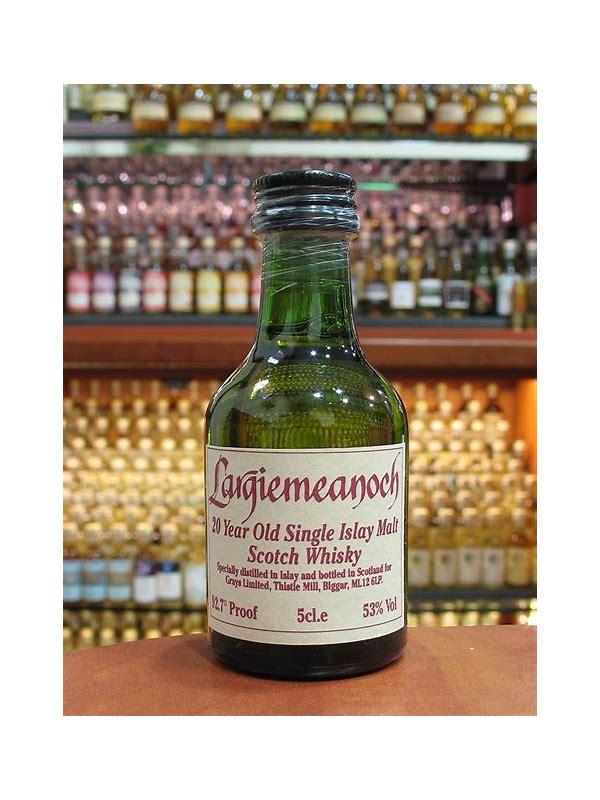 Largiemeanoch
20 Year Old Single Islay Malt
Scotch Whisky
Specially distilled in Islay and bottled in Scotland for
Grays Limited, Thistle Mill, Biggar, ML12 6LP.
92.7° Proof 5cl.e 53% Vol